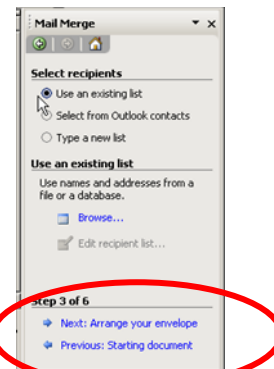 Mail Merge
Select recipients
Use an existing list
Select from Outlook contacts
Type a new list
Use an existing list
Use names and addresses from a
file or a database.
Browse...
Edit recipient list...
Step 3 of 6
Next: Arrange your envelope
Previous: Starting document